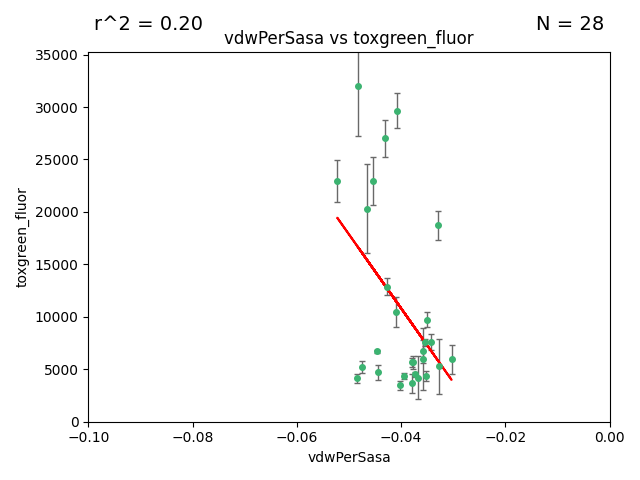 r^2 = 0.20
N = 28
vdwPerSasa vs toxgreen_fluor
35000
30000
25000
20000
15000
10000
5000
0
toxgreen_fluor
−0.10
−0.08
−0.06
−0.04
−0.02
0.00
vdwPerSasa